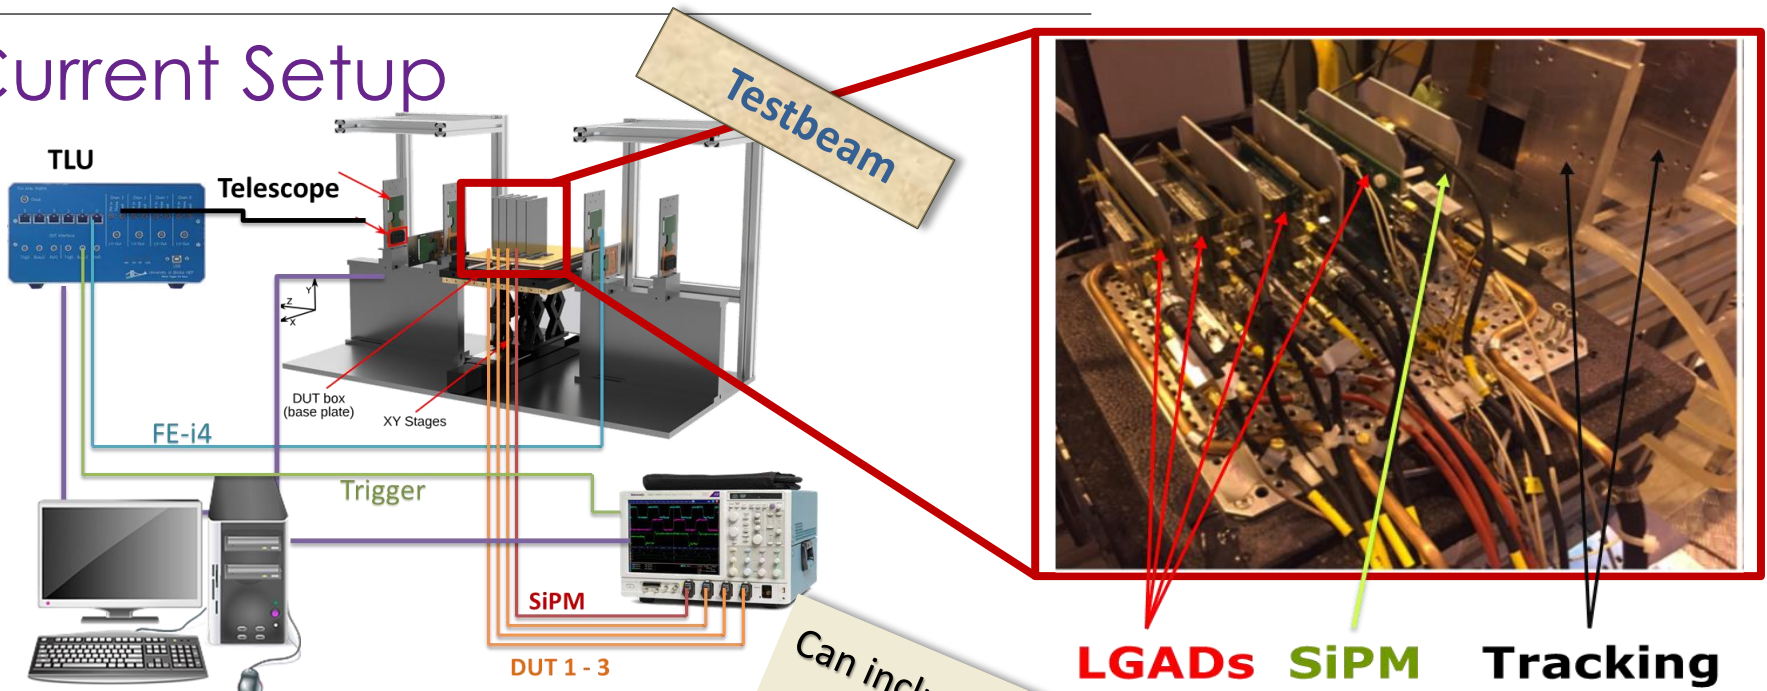 Current Setup
Testbeam
TLU
Telescope
Y
Z
X
DUT box
(base plate)
XY Stages
FE-i4
Trigger
SiPM
DUT 1 - 3
Can inclu
LGADs SiPM Tracking